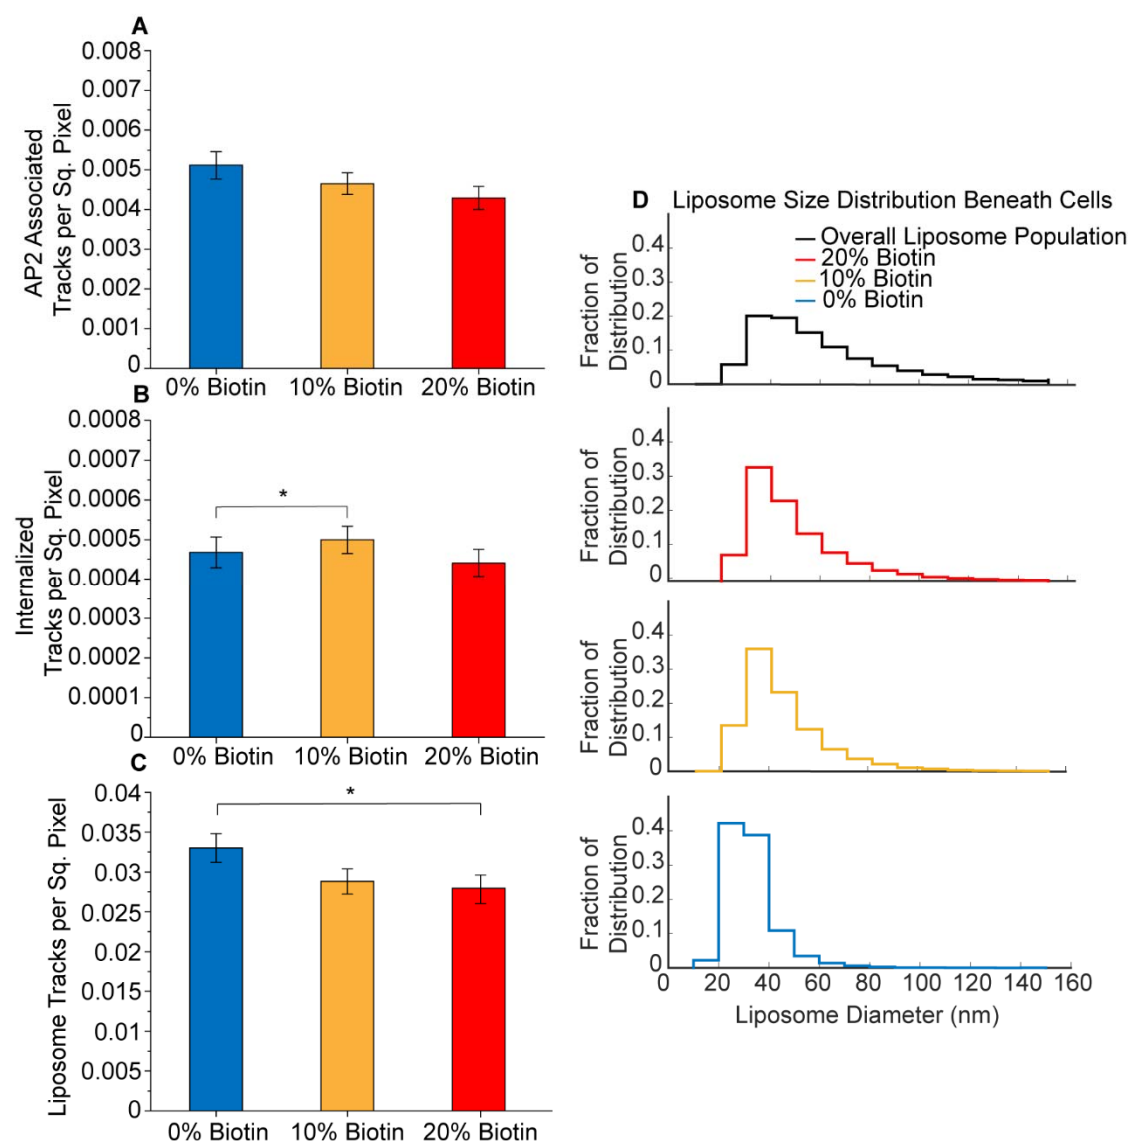 A
AP2 Associated
Tracks per Sq. Pixel
0.008
0.007
0.006
0.005
0.004
0.003
0.002
0.001
0
0% Biotin 10% Biotin 20% Biotin
B
Internalized
Tracks per Sq. Pixel
0.0008
0.0007
0.0006
0.0005
0.0004
0.0003
0.0002
0.0001
0
*
0% Biotin 10% Biotin 20% Biotin
C
Liposome Tracks per Sq. Pixel
0.04
0.035
0.03
0.025
0.02
0.015
0.01
0.005
0
*
0% Biotin 10% Biotin 20% Biotin
D Liposome Size Distribution Beneath Cells
Overall Liposome Population
20% Biotin
10% Biotin
0% Biotin
Fraction of
Distribution
0.4
0.3
0.2
0.1
0
Fraction of
Distribution
0.4
0.3
0.2
0.1
0
Fraction of
Distribution
0.4
0.3
0.2
0.1
0
Fraction of
Distribution
0.4
0.3
0.2
0.1
0
0 20 40 60 80 100 120 140 160
Liposome Diameter (nm)